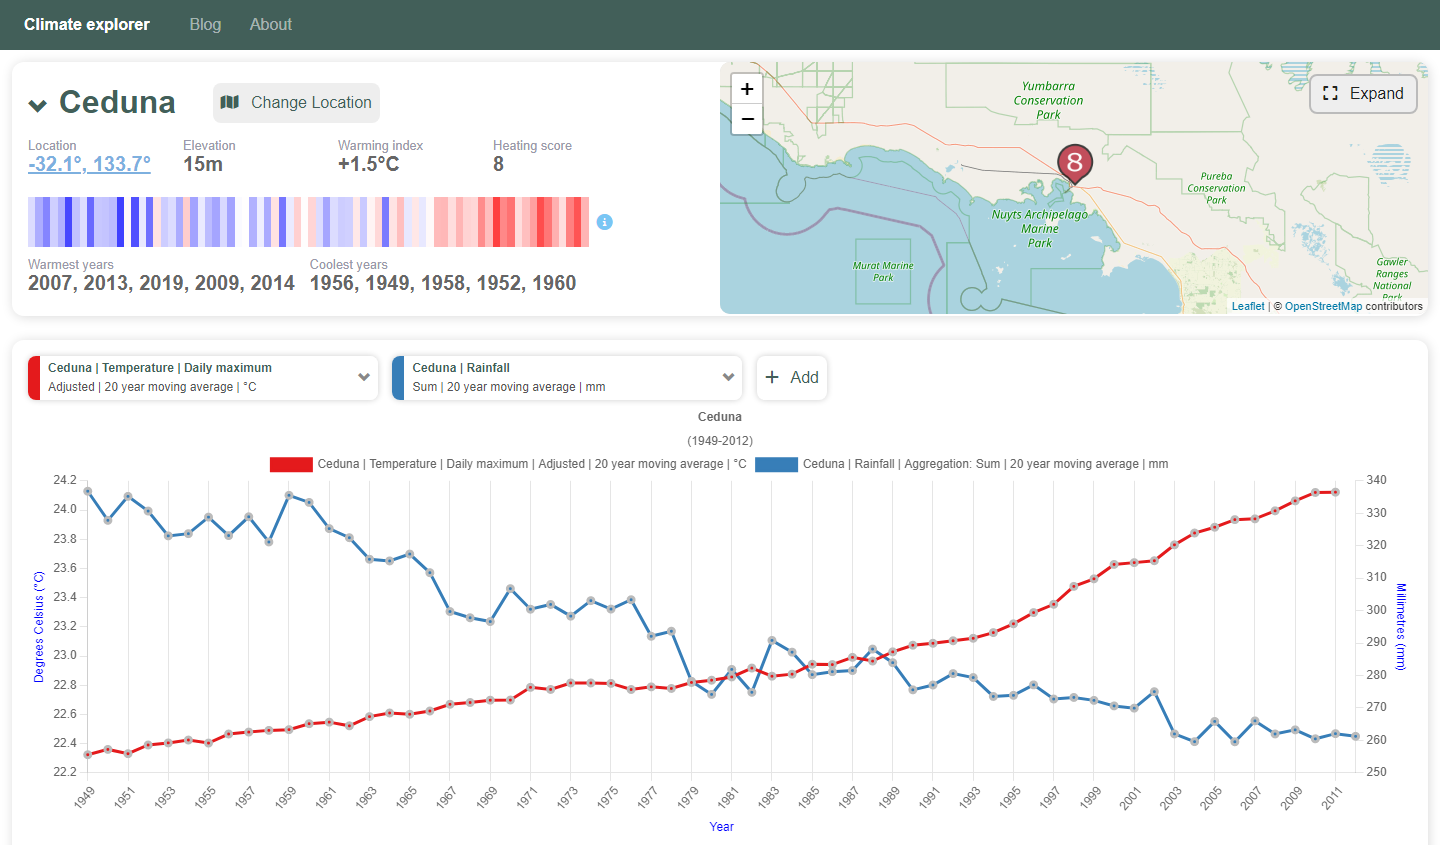 Climate explorer Blog About
Ceduna
Change Location
Location
-32.1°, 133.7°
Elevation
15m
Warming index
+1.5°C
Heating score
8
Warmest years
2007, 2013, 2019, 2009, 2014
Coolest years
1956, 1949, 1958, 1952, 1960
+
−
Expand
Yumbarra
Conservation
Park
8
Pureba
Conservation
Park
Nuyts Archipelago
Marine
Park
Murat Marine
Park
Gawler
Ranges
National
Park
Leaflet | © OpenStreetMap contributors
Ceduna | Temperature | Daily maximum
Adjusted | 20 year moving average | °C
Ceduna | Rainfall
Sum | 20 year moving average | mm
+ Add
Ceduna
(1949-2012)
Ceduna | Temperature | Daily maximum | Adjusted | 20 year moving average | °C
Ceduna | Rainfall | Aggregation: Sum | 20 year moving average | mm
Degrees Celsius (°C)
24.2
24.0
23.8
23.6
23.4
23.2
23.0
22.8
22.6
22.4
22.2
340
330
320
310
300
290
280
270
260
250
Millimetres (mm)
1949 1951 1953 1955 1957 1959 1961 1963 1965 1967 1969 1971 1973 1975 1977 1979 1981 1983 1985 1987 1989 1991 1993 1995 1997 1999 2001 2003 2005 2007 2009 2011
Year